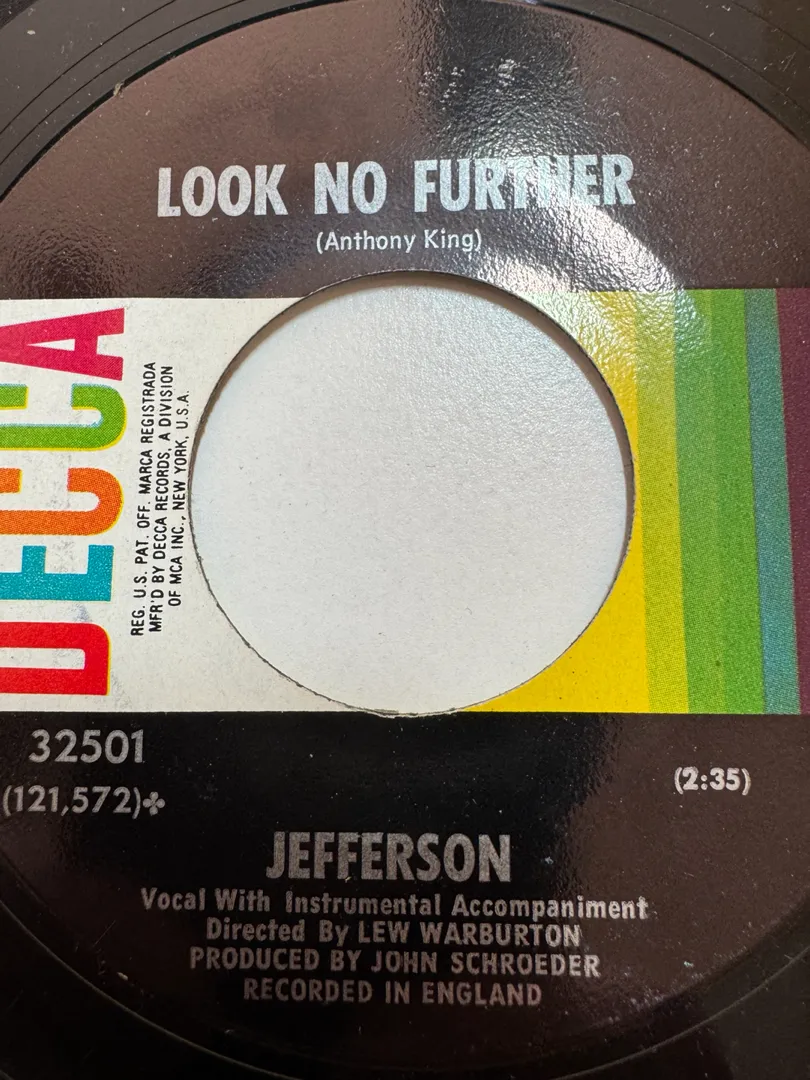 LOOK NO FURTHER
(Anthony King)
DECCA
REG. U.S. PAT. OFF. MARCA REGISTRADA
MFR'D BY DECCA RECORDS, A DIVISION
OF MCA INC., NEW YORK, U.S.A.
32501
(121,572)✤
(2:35)
JEFFERSON
Vocal With Instrumental Accompaniment
Directed By LEW WARBURTON
PRODUCED BY JOHN SCHROEDER
RECORDED IN ENGLAND